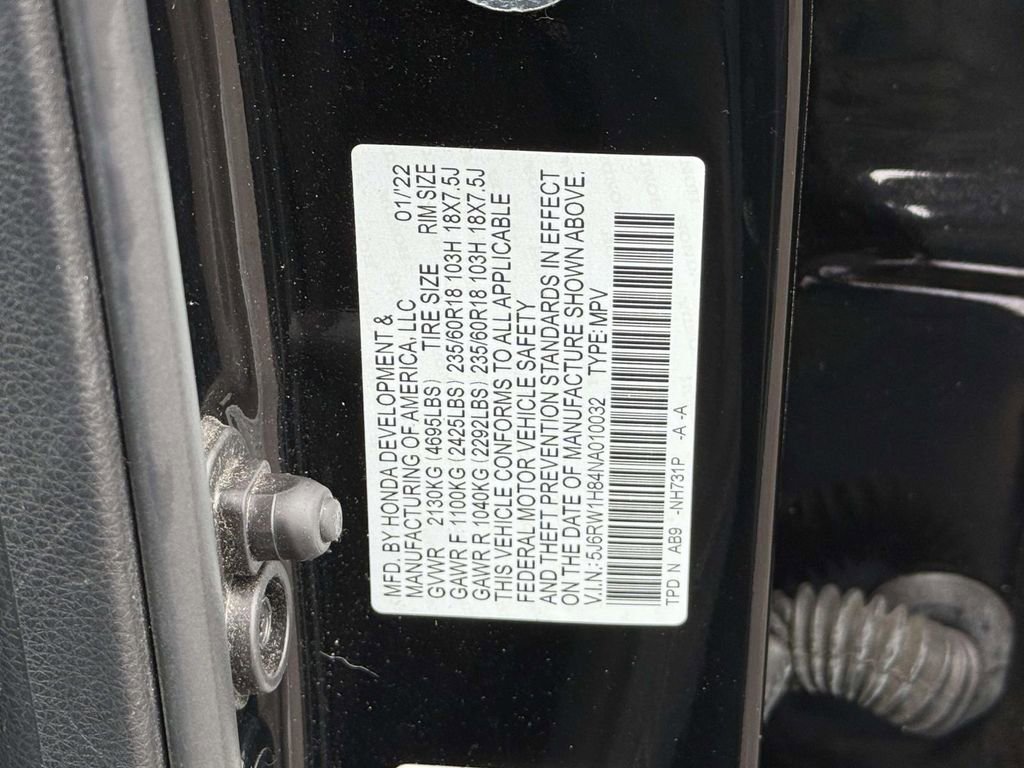 MFD. BY HONDA DEVELOPMENT &
MANUFACTURING OF AMERICA, LLC 01/'22
GVWR 2130KG (4695LBS) TIRE SIZE RIM SIZE
GAWR F 1100KG (2425LBS) 235/60R18 103H 18X7.5J
GAWR R 1040KG (2292LBS) 235/60R18 103H 18X7.5J
THIS VEHICLE CONFORMS TO ALL APPLICABLE
FEDERAL MOTOR VEHICLE SAFETY
AND THEFT PREVENTION STANDARDS IN EFFECT
ON THE DATE OF MANUFACTURE SHOWN ABOVE.
V.I.N.: 5J6RW1H84NA010032 TYPE: MPV
TPD N ABS -NH731P -A -A